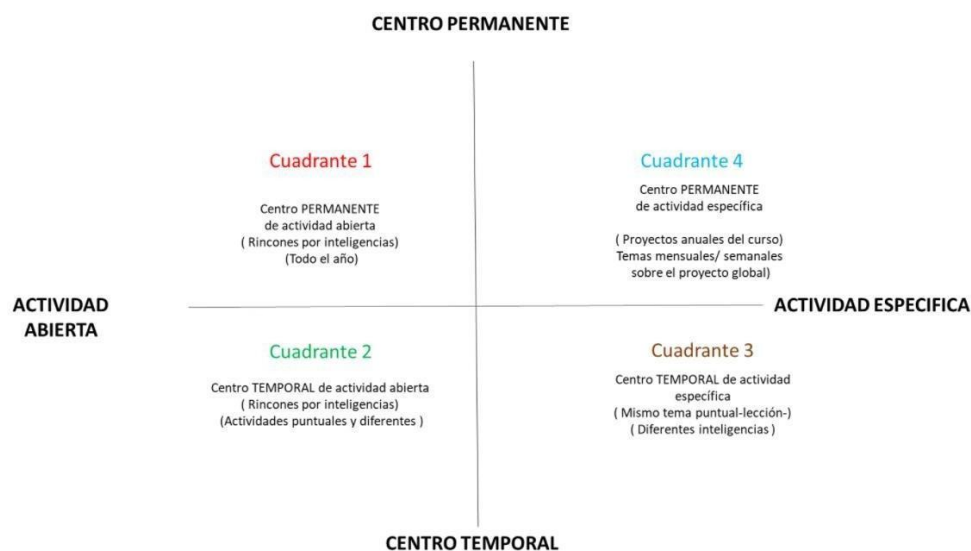 CENTRO PERMANENTE
Cuadrante 1
Centro PERMANENTE
de actividad abierta
( Rincones por inteligencias)
(Todo el año)
Cuadrante 4
Centro PERMANENTE
de actividad específica
( Proyectos anuales del curso)
Temas mensuales/ semanales
sobre el proyecto global)
ACTIVIDAD
ABIERTA
ACTIVIDAD ESPECIFICA
Cuadrante 2
Centro TEMPORAL de actividad abierta
( Rincones por inteligencias)
(Actividades puntuales y diferentes )
Cuadrante 3
Centro TEMPORAL de actividad
específica
( Mismo tema puntual-lección-)
( Diferentes inteligencias )
CENTRO TEMPORAL